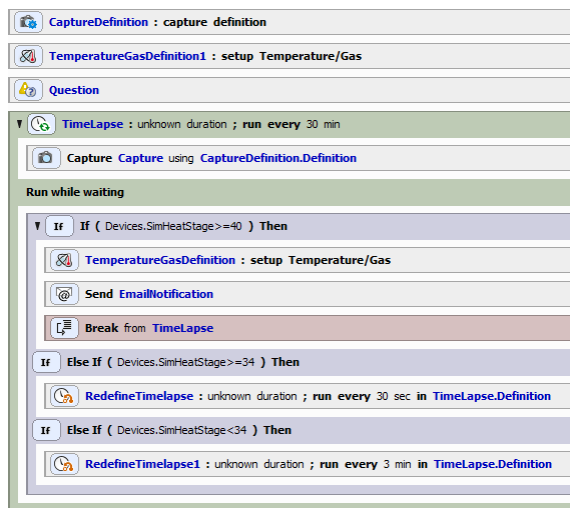 CaptureDefinition : capture definition
TemperatureGasDefinition1 : setup Temperature/Gas
Question
TimeLapse : unknown duration ; run every 30 min
Capture Capture using CaptureDefinition.Definition
Run while waiting
If If ( Devices.SimHeatStage>=40 ) Then
TemperatureGasDefinition : setup Temperature/Gas
Send EmailNotification
Break from TimeLapse
If Else If ( Devices.SimHeatStage>=34 ) Then
RedefineTimelapse : unknown duration ; run every 30 sec in TimeLapse.Definition
If Else If ( Devices.SimHeatStage<34 ) Then
RedefineTimelapse1 : unknown duration ; run every 3 min in TimeLapse.Definition